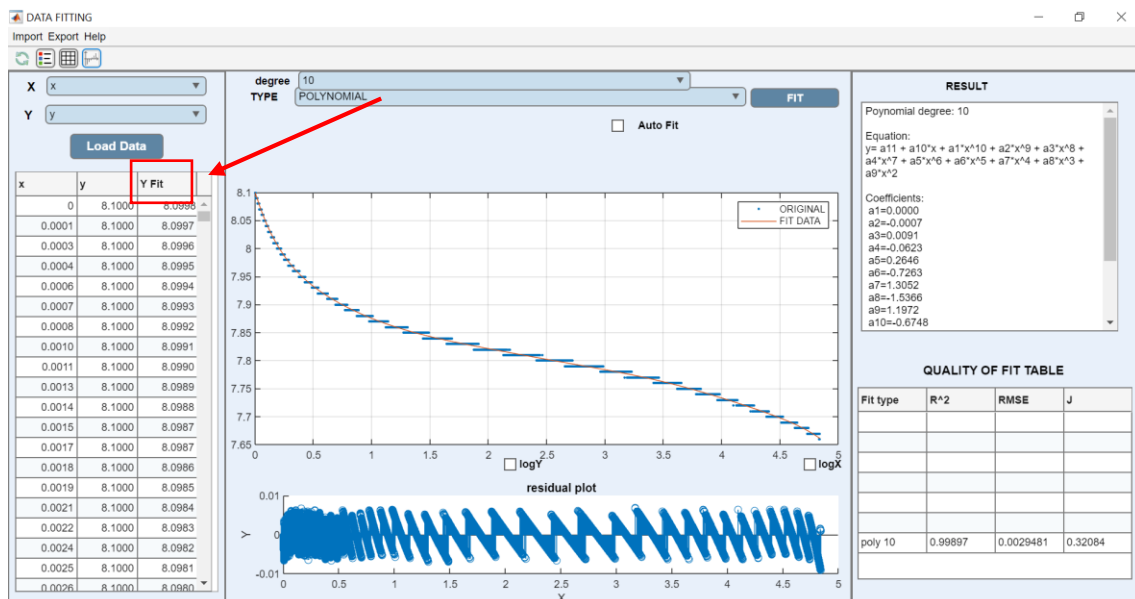 DATA FITTING
Import Export Help
X x
Y y
Load Data
x y Y Fit
0 8.1000 8.0998
0.0001 8.1000 8.0997
0.0003 8.1000 8.0996
0.0004 8.1000 8.0995
0.0006 8.1000 8.0994
0.0007 8.1000 8.0993
0.0008 8.1000 8.0992
0.0010 8.1000 8.0991
0.0011 8.1000 8.0990
0.0013 8.1000 8.0989
0.0014 8.1000 8.0988
0.0015 8.1000 8.0987
0.0017 8.1000 8.0987
0.0018 8.1000 8.0986
0.0019 8.1000 8.0985
0.0021 8.1000 8.0984
0.0022 8.1000 8.0983
0.0024 8.1000 8.0982
0.0025 8.1000 8.0981
0.0026 8.1000 8.0980
degree 10
TYPE POLYNOMIAL FIT
Auto Fit
ORIGINAL
FIT DATA
8.1
8.05
8
7.95
7.9
7.85
7.8
7.75
7.7
7.65
0 0.5 1 1.5 2 2.5 3 3.5 4 4.5 5
logY logX
residual plot
0.01
0
-0.01
Y
0 0.5 1 1.5 2 2.5 3 3.5 4 4.5 5
X
RESULT
Poynomial degree: 10
Equation:
y= a11 + a10*x + a1*x^10 + a2*x^9 + a3*x^8 +
a4*x^7 + a5*x^6 + a6*x^5 + a7*x^4 + a8*x^3 +
a9*x^2
Coefficients:
a1=0.0000
a2=-0.0007
a3=0.0091
a4=-0.0623
a5=0.2646
a6=-0.7263
a7=1.3052
a8=-1.5366
a9=1.1972
a10=-0.6748
QUALITY OF FIT TABLE
Fit type R^2 RMSE J
poly 10 0.99897 0.0029481 0.32084